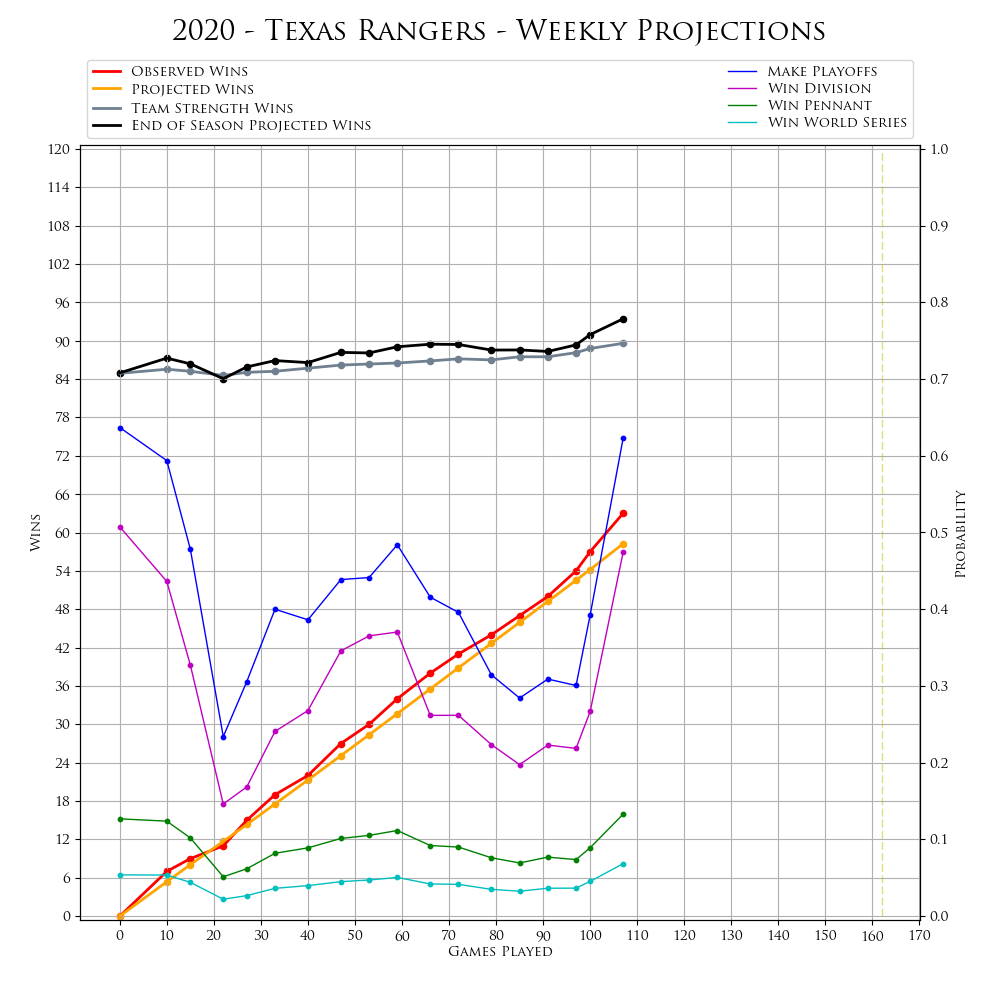 2020 - Texas Rangers - Weekly Projections
Observed Wins
Projected Wins
Team Strength Wins
End of Season Projected Wins
Make Playoffs
Win Division
Win Pennant
Win World Series
120
114
108
102
96
90
84
78
72
66
60
54
48
42
36
30
24
18
12
6
0
Wins
1.0
0.9
0.8
0.7
0.6
0.5
0.4
0.3
0.2
0.1
0.0
Probability
0 10 20 30 40 50 60 70 80 90 100 110 120 130 140 150 160 170
Games Played